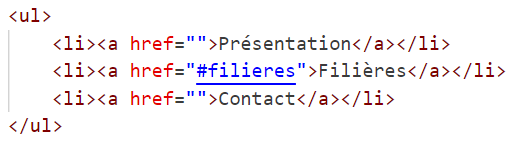 <ul>
<li><a href="">Présentation</a></li>
<li><a href="#filieres">Filières</a></li>
<li><a href="">Contact</a></li>
</ul>